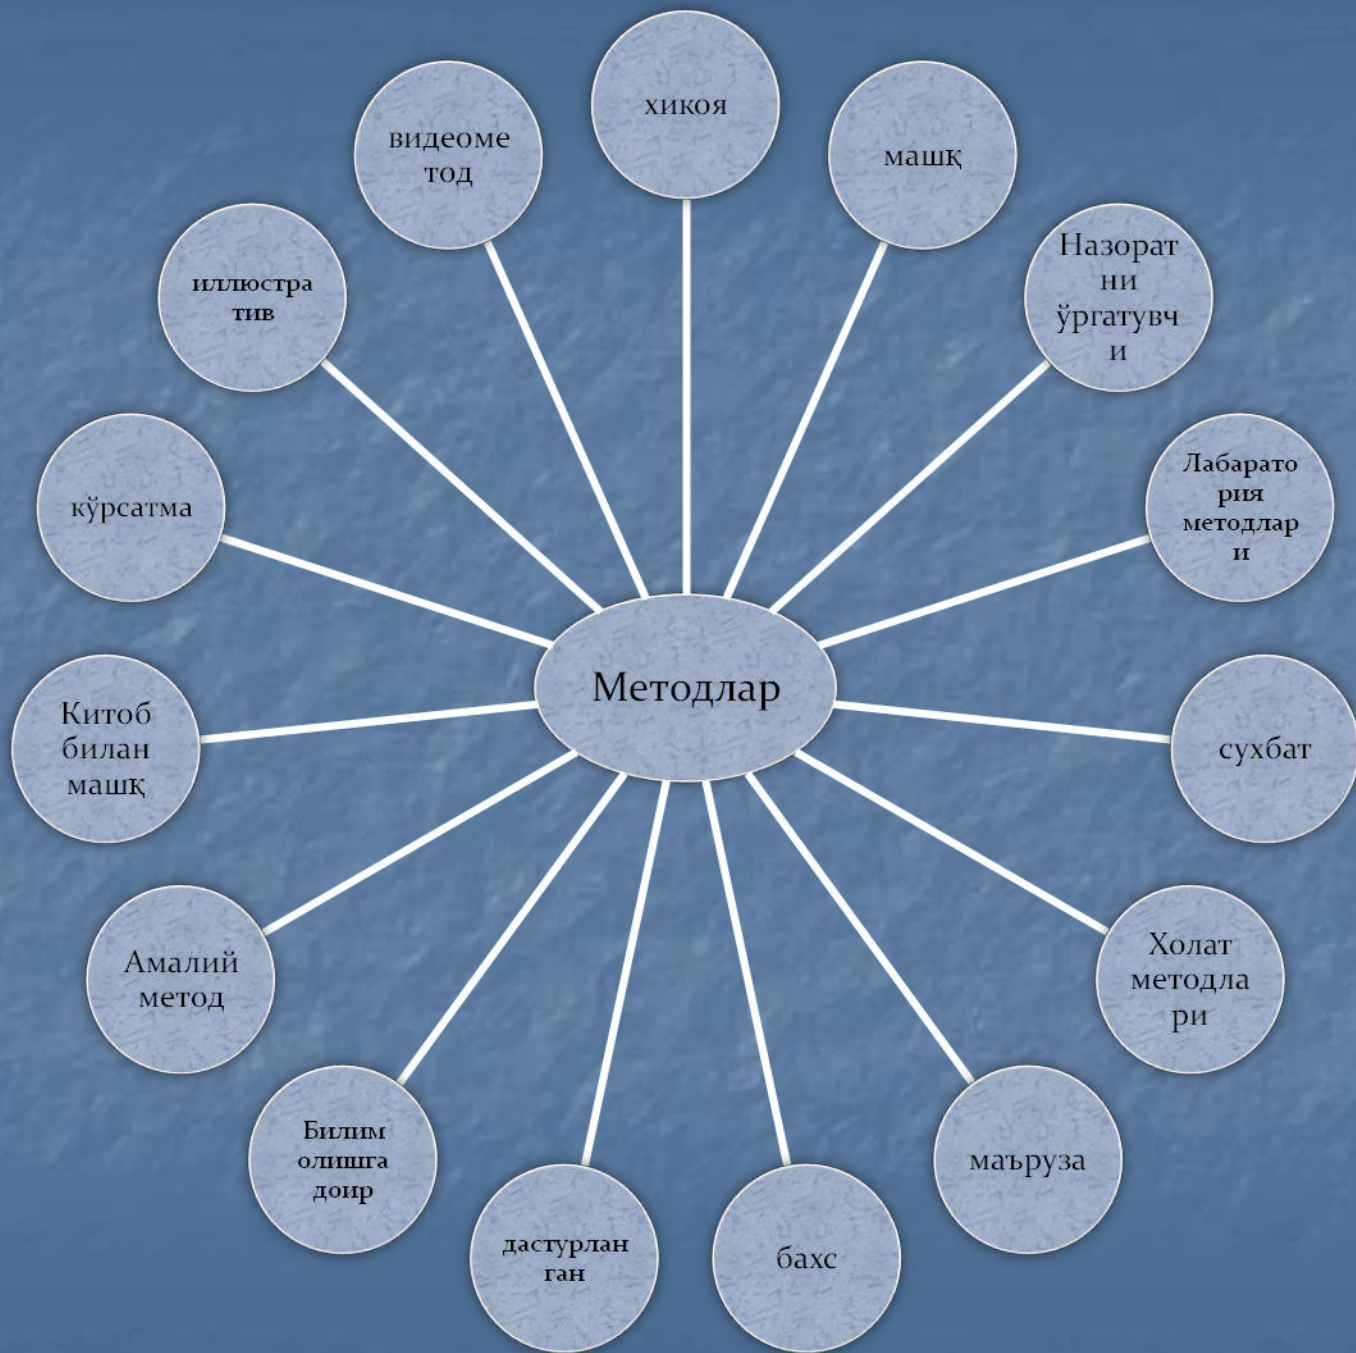 хикоя
машқ
Назорат
ни
ўргатувч
и
Лабарато
рия
методлар
и
сухбат
Холат
методла
ри
маъруза
бахс
дастурлан
ган
Билим
олишга
доир
Амалий
метод
Китоб
билан
машқ
кўрсатма
иллюстра
тив
видеоме
тод
Методлар